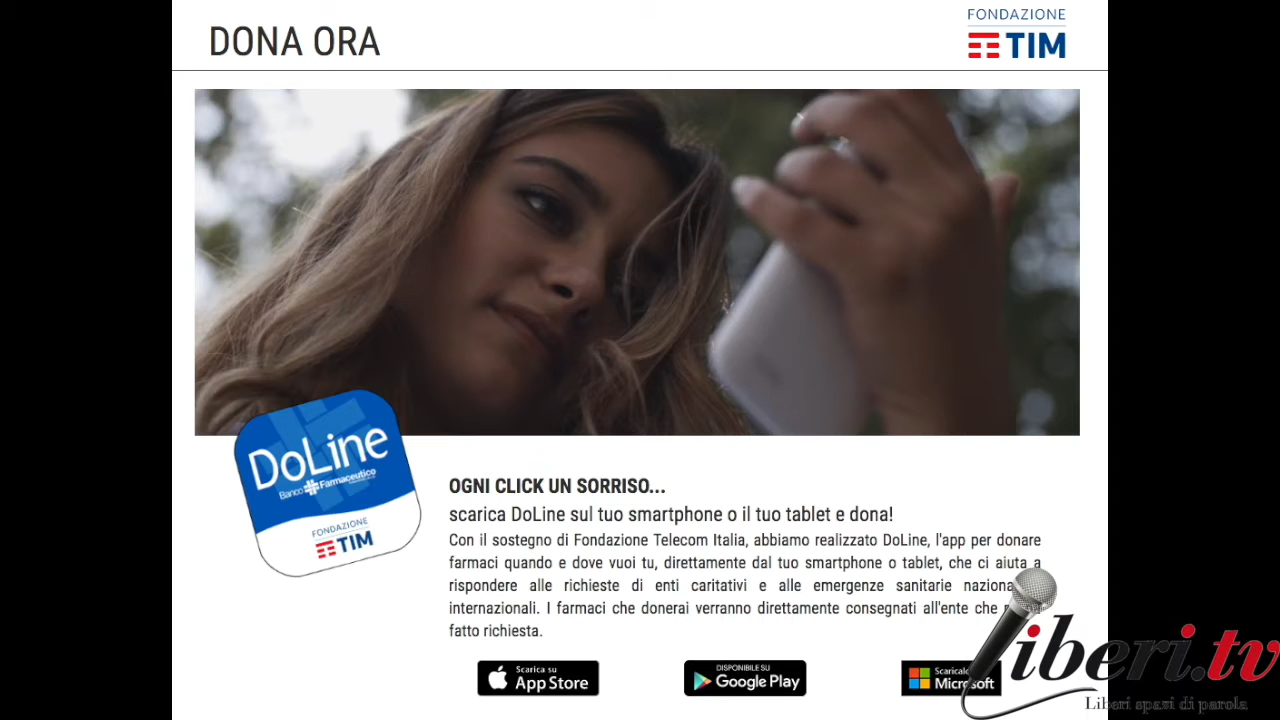 DONA ORA
FONDAZIONE
TIM
DoLine
Banco Farmaceutico
FONDAZIONE
TIM
OGNI CLICK UN SORRISO...
scarica DoLine sul tuo smartphone o il tuo tablet e dona!
Con il sostegno di Fondazione Telecom Italia, abbiamo realizzato DoLine, l'app per donare
farmaci quando e dove vuoi tu, direttamente dal tuo smartphone o tablet, che ci aiuta a
rispondere alle richieste di enti caritativi e alle emergenze sanitarie
internazionali. I farmaci che donerai verranno direttamente consegnati all'ente che
fatto richiesta.
Scarica su
App Store
DISPONIBILE SU
Google Play
Microsoft
liberi.tv
Liberi spazi di parola